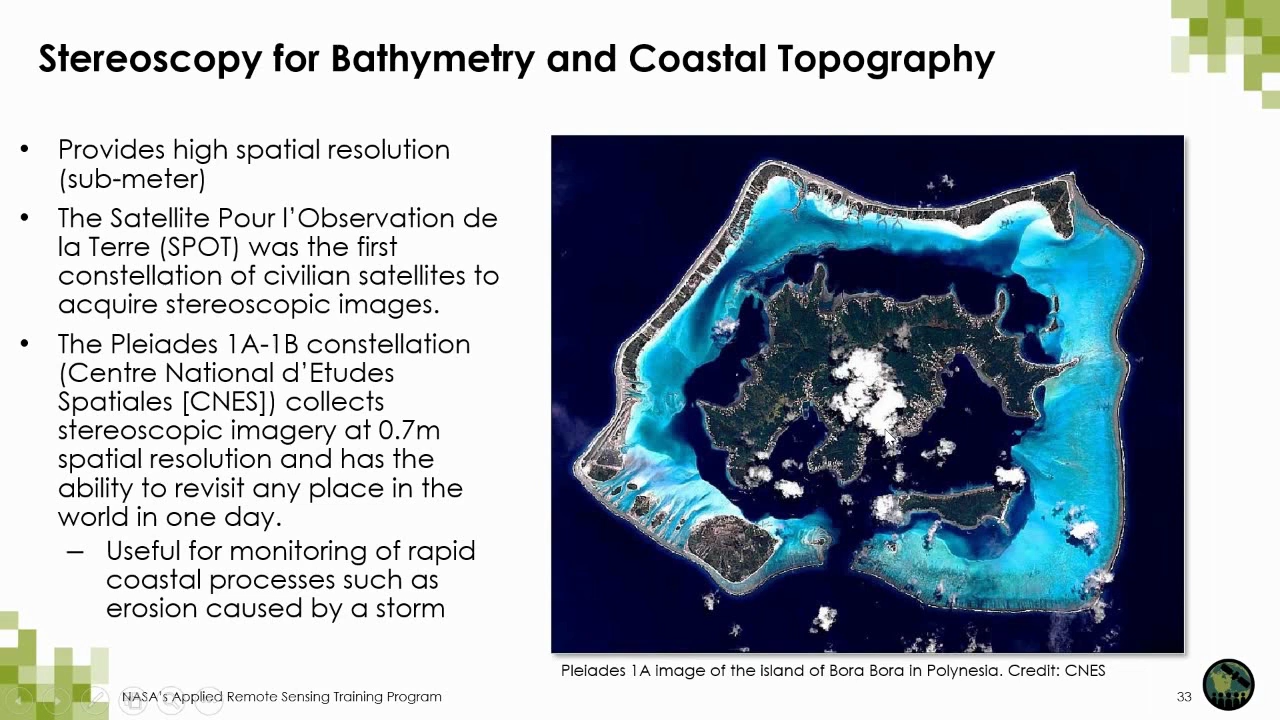 Stereoscopy for Bathymetry and Coastal Topography
• Provides high spatial resolution
(sub-meter)
• The Satellite Pour l’Observation de
la Terre (SPOT) was the first
constellation of civilian satellites to
acquire stereoscopic images.
• The Pleiades 1A-1B constellation
(Centre National d’Etudes
Spatiales [CNES]) collects
stereoscopic imagery at 0.7m
spatial resolution and has the
ability to revisit any place in the
world in one day.
– Useful for monitoring of rapid
coastal processes such as
erosion caused by a storm
Pleiades 1A image of the island of Bora Bora in Polynesia. Credit: CNES
NASA’s Applied Remote Sensing Training Program
33